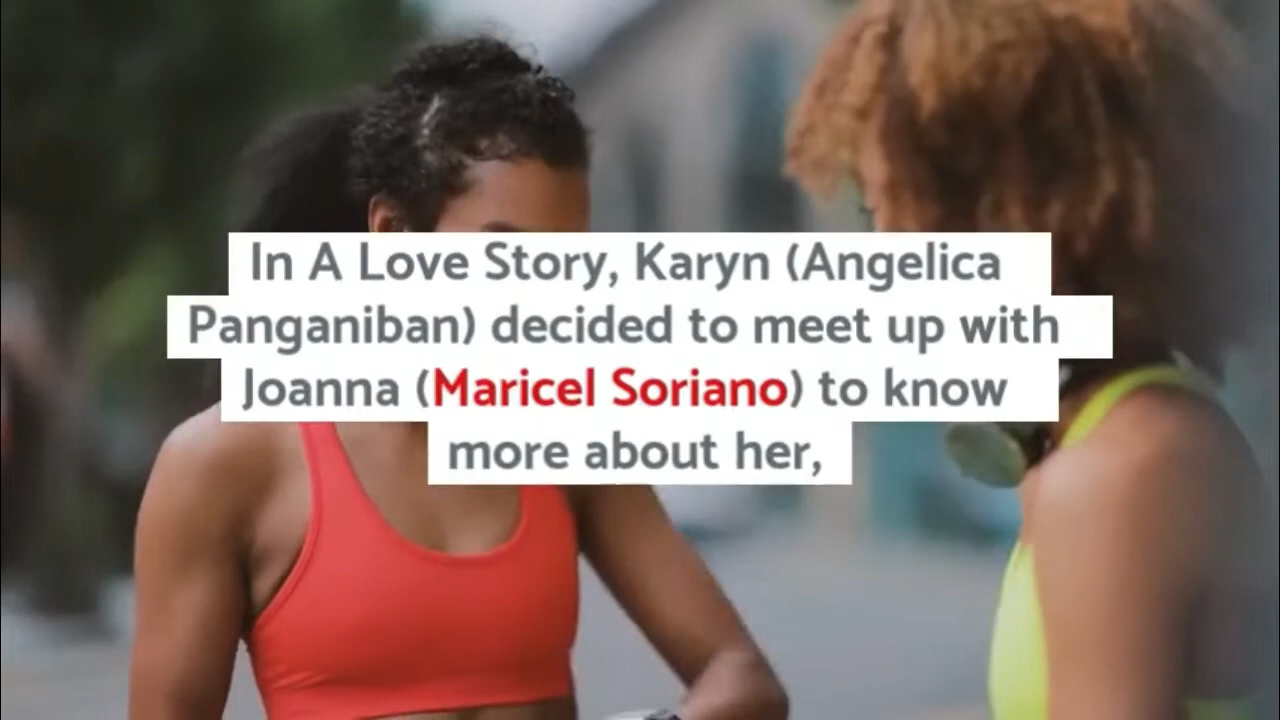 In A Love Story, Karyn (Angelica
Panganiban) decided to meet up with
Joanna (Maricel Soriano) to know
more about her,